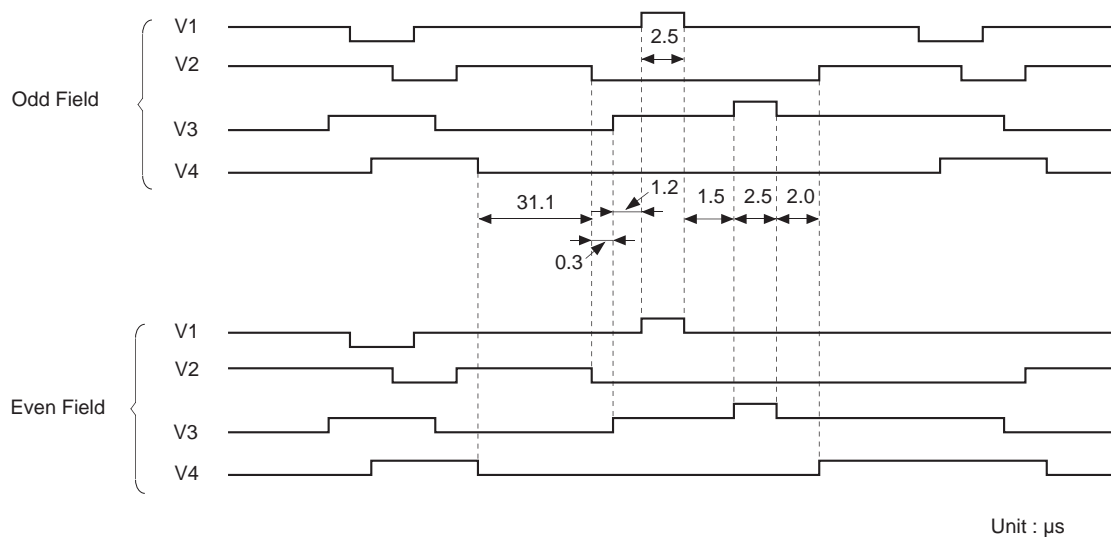 V1
2.5
V2
Odd Field
V3
V4
31.1
1.2
1.5
2.5
2.0
0.3
V1
V2
Even Field
V3
V4
Unit : µs